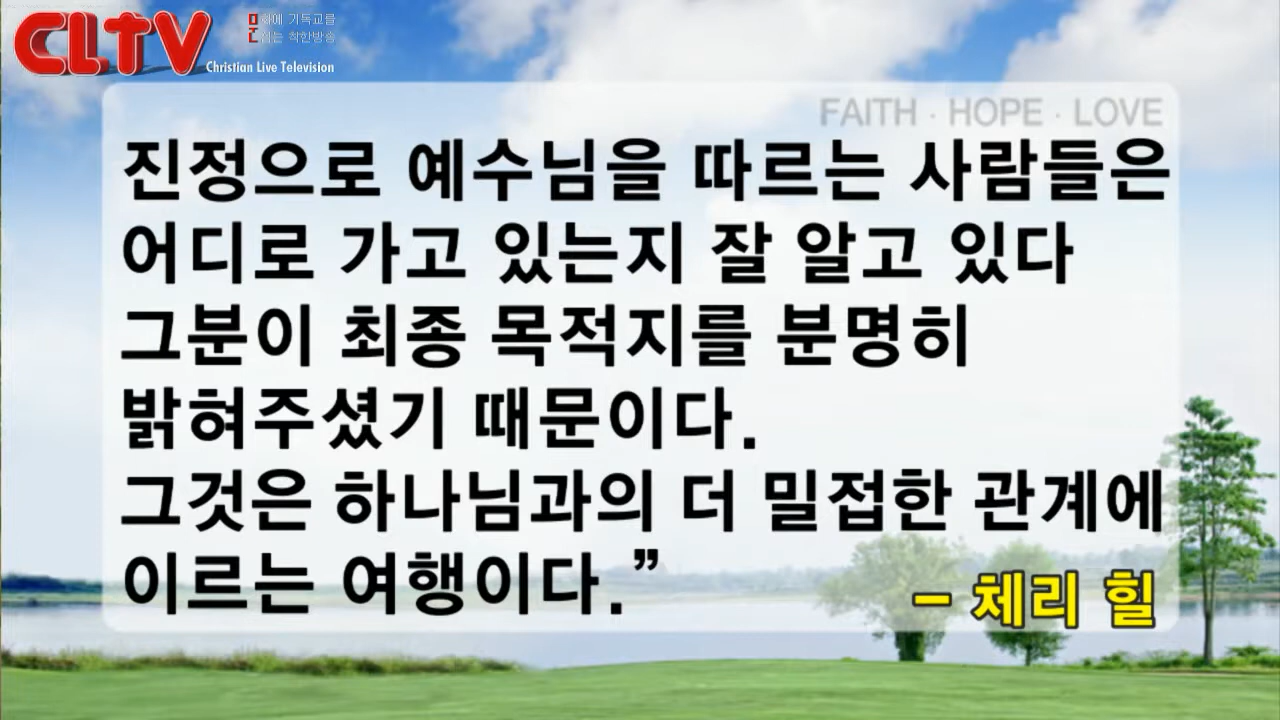 CLTV
Christian Live Television
FAITH · HOPE · LOVE
진정으로 예수님을 따르는 사람들은
어디로 가고 있는지 잘 알고 있다
그분이 최종 목적지를 분명히
밝혀주셨기 때문이다.
그것은 하나님과의 더 밀접한 관계에
이르는 여행이다.”
- 체리 힐